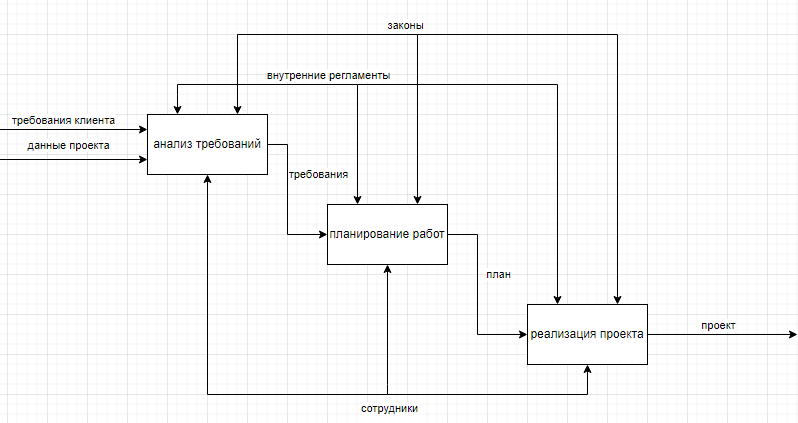 законы
внутренние регламенты
требования клиента
данные проекта
анализ требований
требования
планирование работ
план
проект
реализация проекта
сотрудники